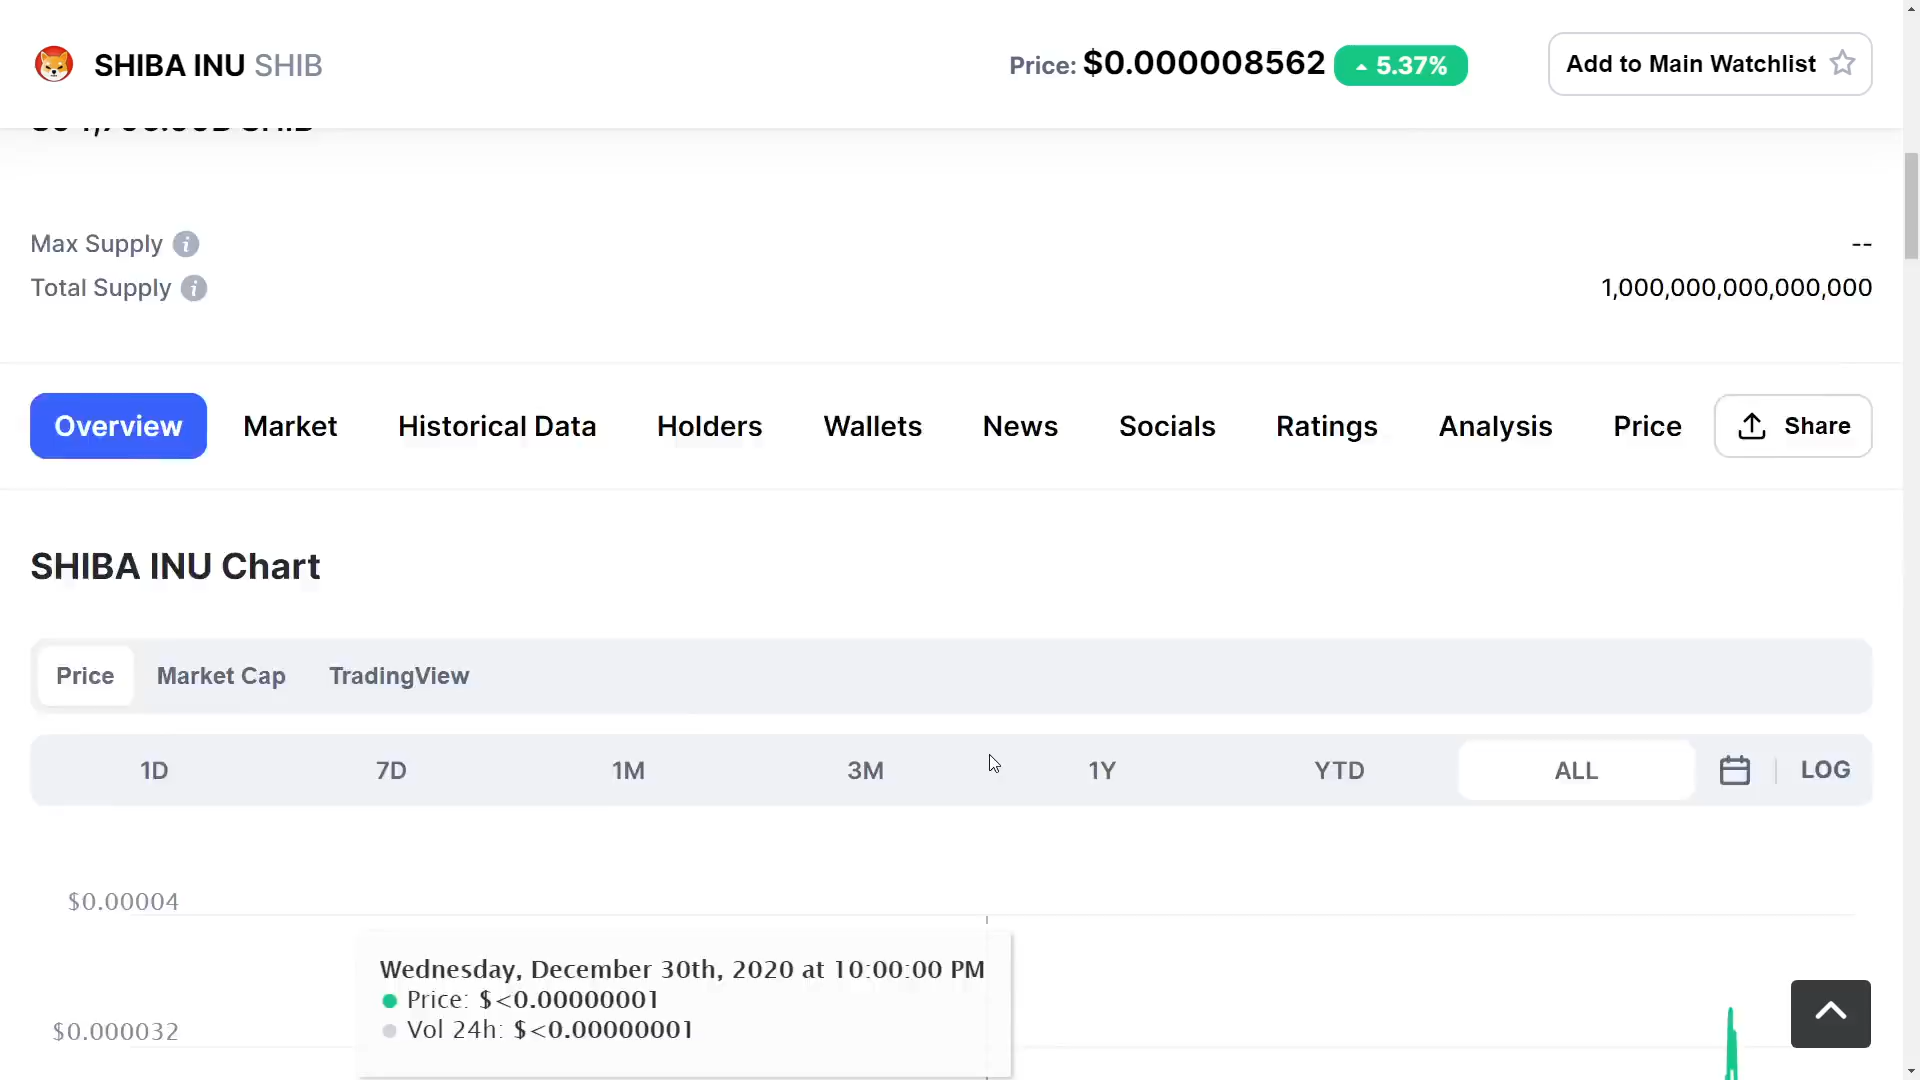 SHIBA INU SHIB
Price: $0.000008562 5.37%
Add to Main Watchlist
Max Supply --
Total Supply 1,000,000,000,000,000
Overview Market Historical Data Holders Wallets News Socials Ratings Analysis Price Share
SHIBA INU Chart
Price Market Cap TradingView
1D 7D 1M 3M 1Y YTD ALL LOG
$0.00004
Wednesday, December 30th, 2020 at 10:00:00 PM
Price: $<0.00000001
Vol 24h: $<0.00000001
$0.000032